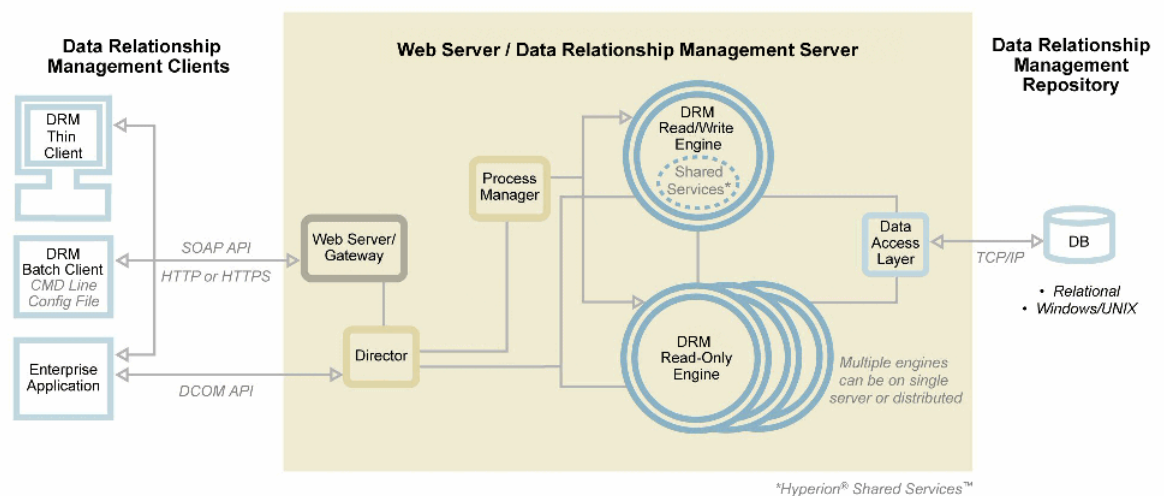 Data Relationship
Management Clients
Web Server / Data Relationship Management Server
Data Relationship
Management
Repository
DRM
Thin
Client
DRM
Read/Write
Engine
Shared
Services*
Process
Manager
Web Server/
Gateway
SOAP API
HTTP or HTTPS
DRM
Batch Client
CMD Line
Config File
Data
Access
Layer
TCP/IP
DB
• Relational
• Windows/UNIX
Director
DRM
Read-Only
Engine
Enterprise
Application
DCOM API
Multiple engines
can be on single
server or distributed
*Hyperion® Shared Services™